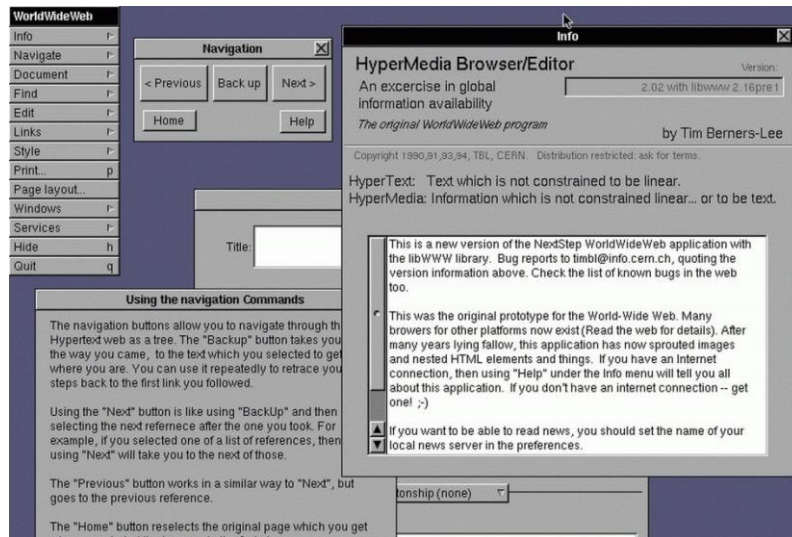 WorldWideWeb
Info
Navigate
Document
Find
Edit
Links
Style
Print... p
Page layout...
Windows
Services
Hide h
Quit q
Navigation
< Previous Back up Next >
Home Help
Title:
Info
HyperMedia Browser/Editor
Version:
An excercise in global
information availability
2.02 with libwww 2.16pre1
The original WorldWideWeb program
by Tim Berners-Lee
Copyright 1990,91,93,94, TBL, CERN. Distribution restricted: ask for terms.
HyperText: Text which is not constrained to be linear.
HyperMedia: Information which is not constrained linear... or to be text.
This is a new version of the NextStep WorldWideWeb application with
the libWWW library. Bug reports to timbl@info.cern.ch, quoting the
version information above. Check the list of known bugs in the web
too.
This was the original prototype for the World-Wide Web. Many
browers for other platforms now exist (Read the web for details). After
many years lying fallow, this application has now sprouted images
and nested HTML elements and things. If you have an Internet
connection, then using "Help" under the Info menu will tell you all
about this application. If you don't have an internet connection -- get
one! ;-)
If you want to be able to read news, you should set the name of your
local news server in the preferences.
Using the navigation Commands
The navigation buttons allow you to navigate through th
Hypertext web as a tree. The "Backup" button takes you
the way you came, to the text which you selected to get
where you are. You can use it repeatedly to retrace you
steps back to the first link you followed.
Using the "Next" button is like using "BackUp" and then
selecting the next refernece after the one you took. For
example, if you selected one of a list of references, then
using "Next" will take you to the next of those.
The "Previous" button works in a similar way to "Next", but
goes to the previous reference.
The "Home" button reselects the original page which you get
tionship (none)